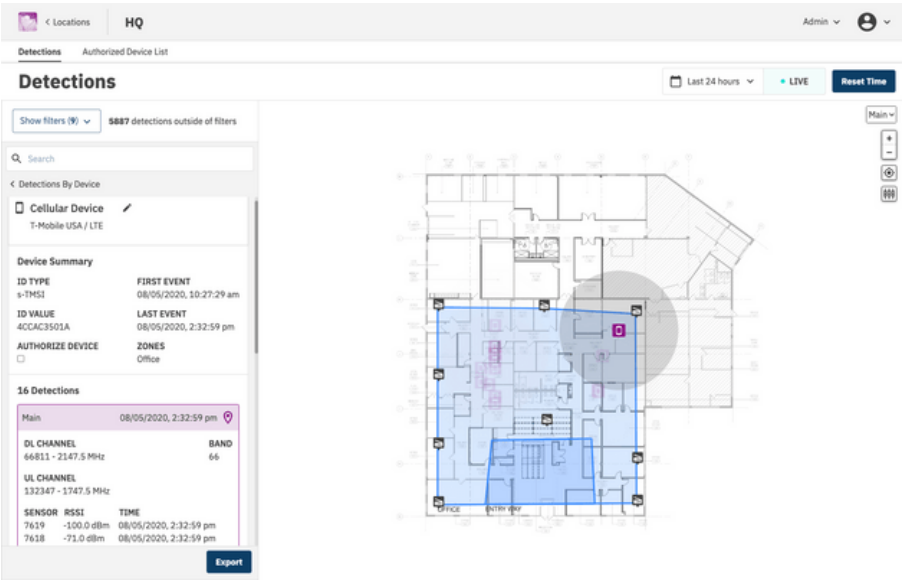 Locations
HQ
Admin
Detections
Authorized Device List
Detections
Last 24 hours
LIVE
Reset Time
Show filters (9)
5887 detections outside of filters
Main
Search
+
−
Detections By Device
Cellular Device
T-Mobile USA / LTE
Device Summary
ID TYPE
FIRST EVENT
s-TMSI
08/05/2020, 10:27:29 am
ID VALUE
LAST EVENT
4CCAC3501A
08/05/2020, 2:32:59 pm
AUTHORIZE DEVICE
ZONES
Office
16 Detections
Main
08/05/2020, 2:32:59 pm
DL CHANNEL
BAND
66811 - 2147.5 MHz
66
UL CHANNEL
132347 - 1747.5 MHz
SENSOR RSSI TIME
7619 -100.0 dBm 08/05/2020, 2:32:59 pm
7618 -71.0 dBm 08/05/2020, 2:32:59 pm
OFFICE
ENTRY WAY
Export